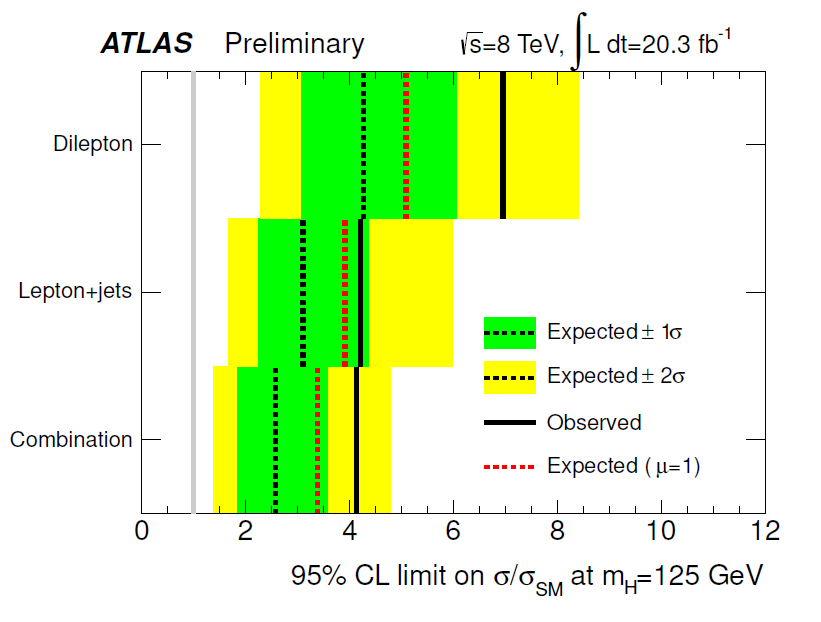 ATLAS Preliminary √s=8 TeV, ∫L dt=20.3 fb⁻¹
Dilepton
Lepton+jets
Combination
Expected ± 1σ
Expected ± 2σ
Observed
Expected ( μ=1)
0 2 4 6 8 10 12
95% CL limit on σ/σSM at mH=125 GeV